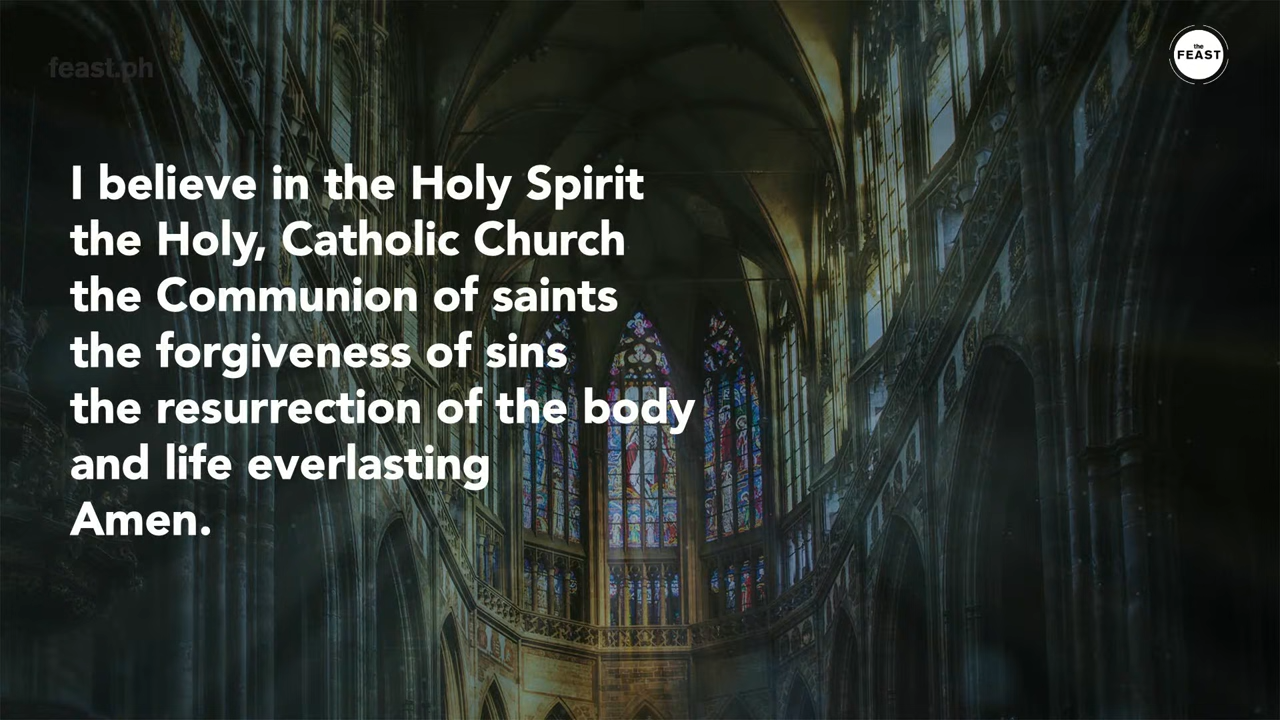 feast.ph
the
FEAST
I believe in the Holy Spirit
the Holy, Catholic Church
the Communion of saints
the forgiveness of sins
the resurrection of the body
and life everlasting
Amen.